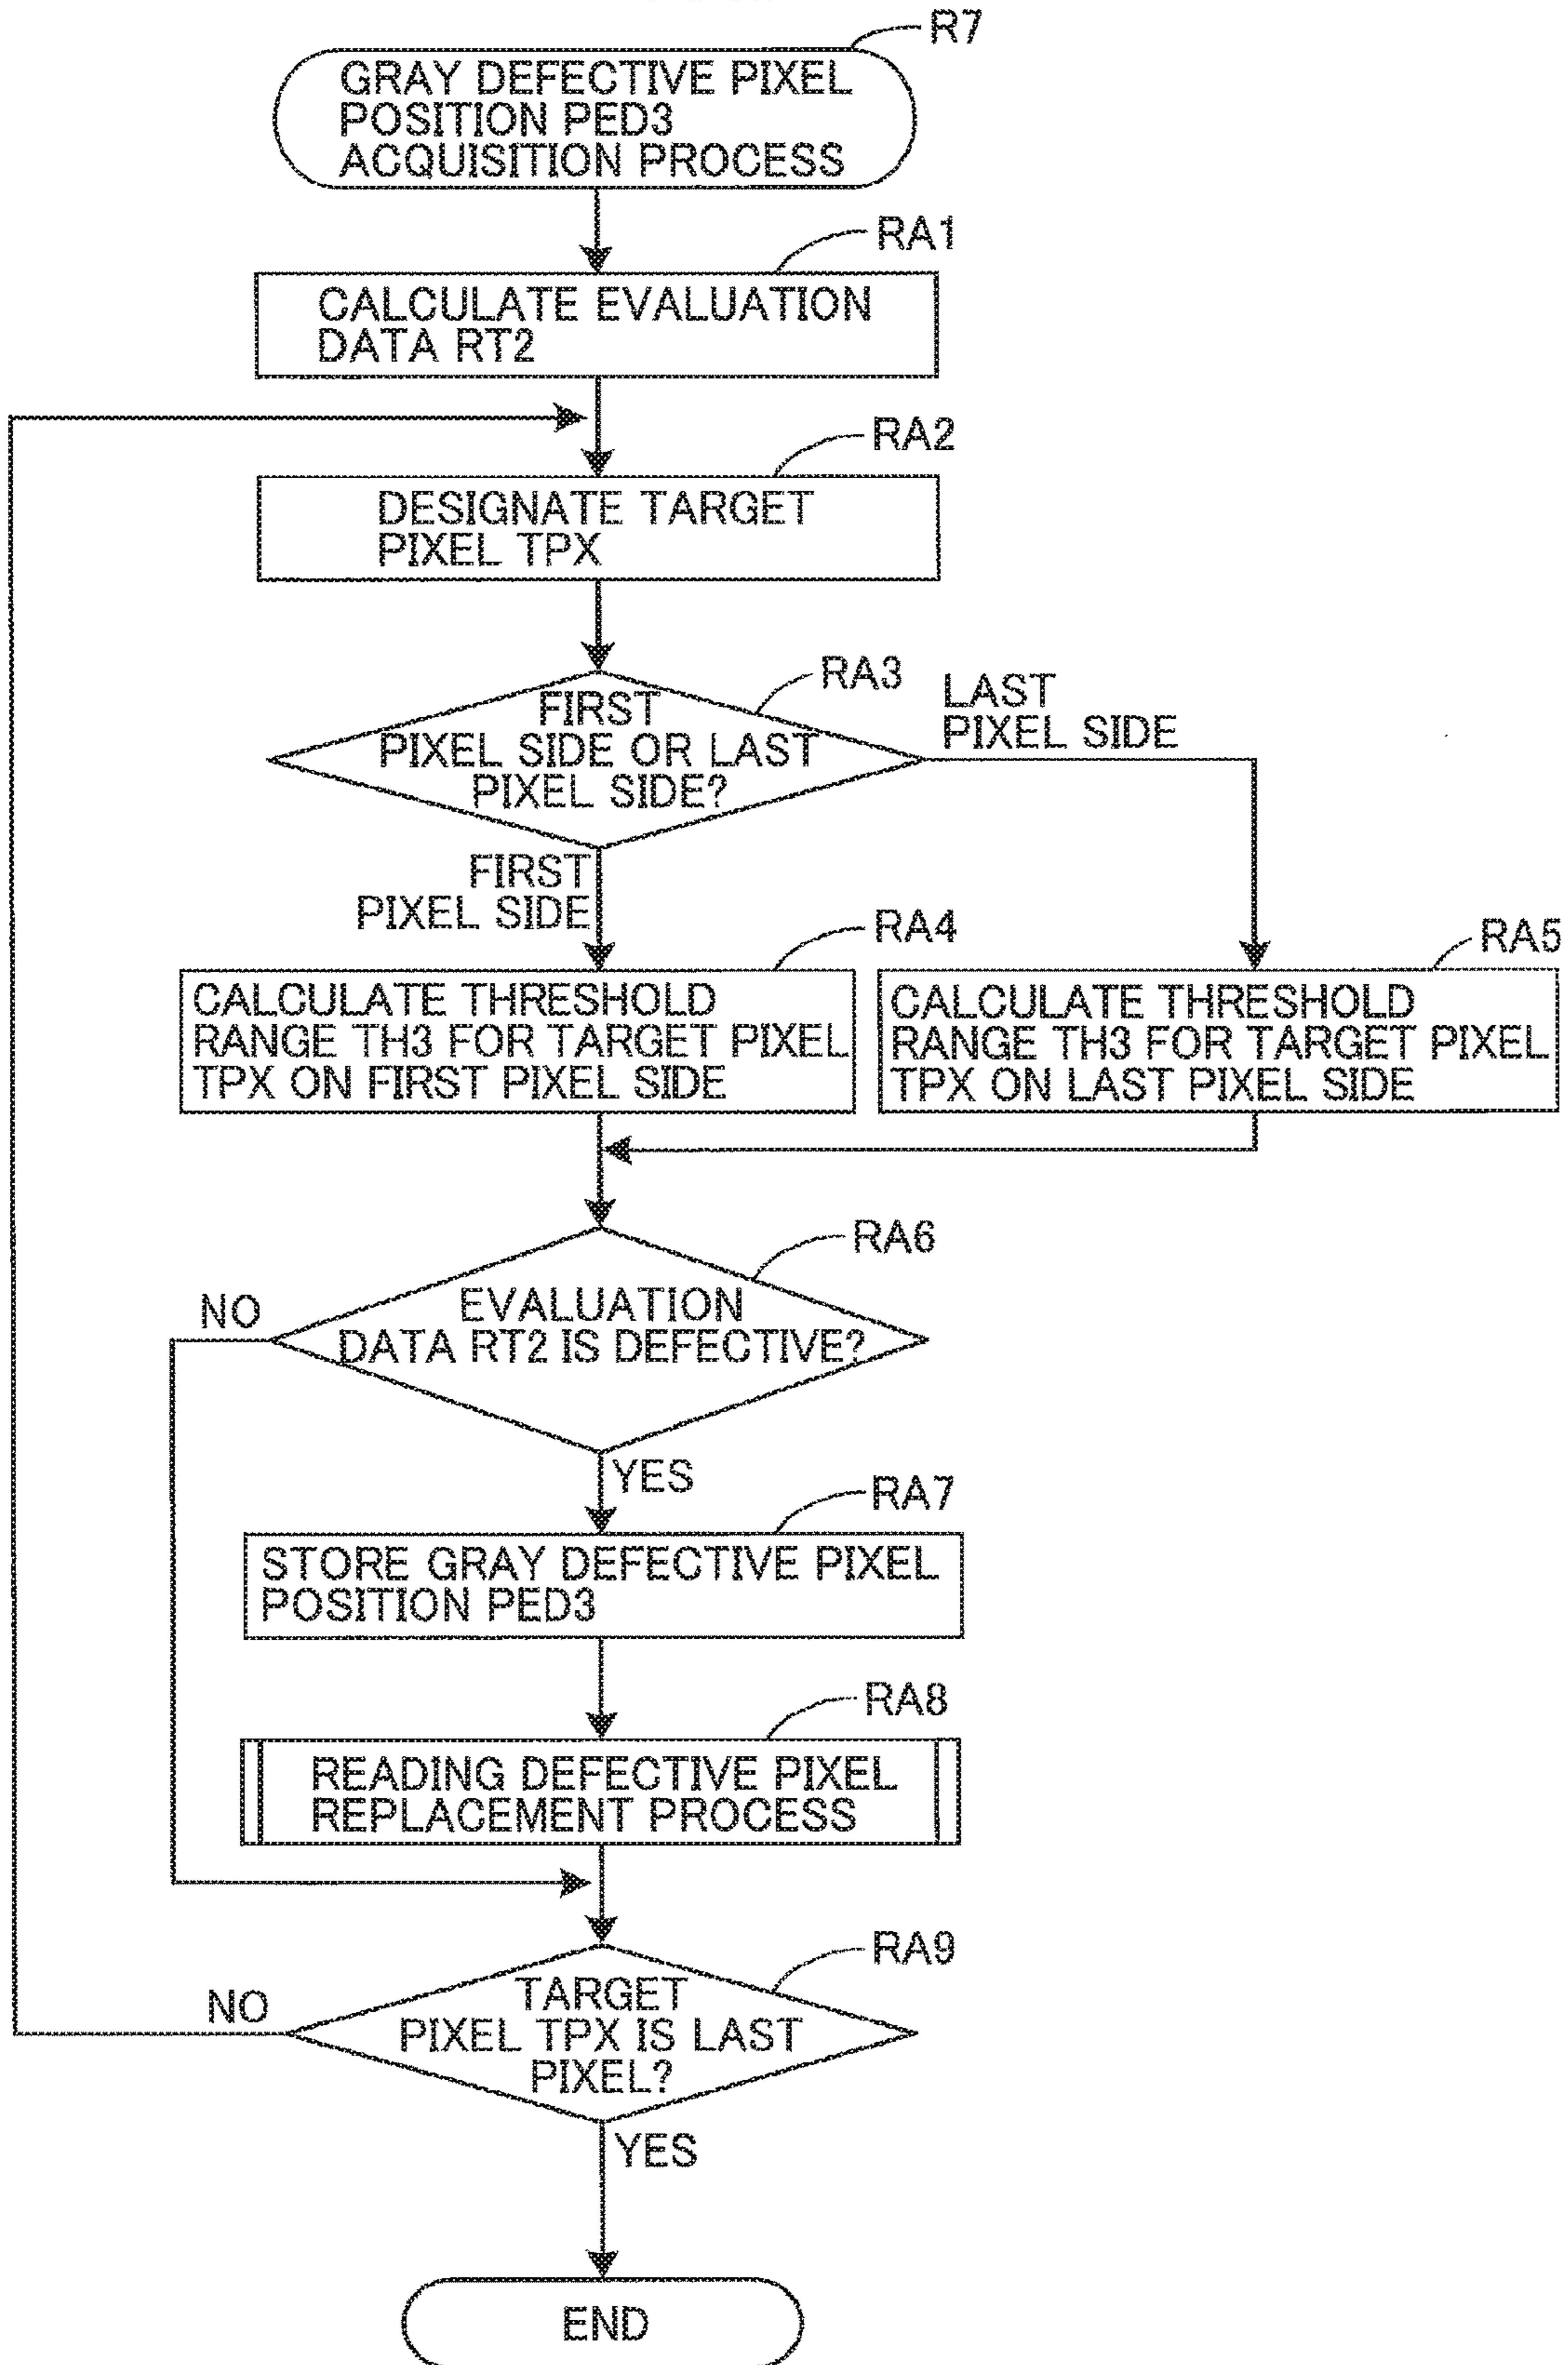 R7
GRAY DEFECTIVE PIXEL
POSITION PED3
ACQUISITION PROCESS
RA1
CALCULATE EVALUATION
DATA RT2
RA2
DESIGNATE TARGET
PIXEL TPX
RA3
FIRST
PIXEL SIDE OR LAST
PIXEL SIDE?
LAST
PIXEL SIDE
FIRST
PIXEL SIDE
RA4
CALCULATE THRESHOLD
RANGE TH3 FOR TARGET PIXEL
TPX ON FIRST PIXEL SIDE
RA5
CALCULATE THRESHOLD
RANGE TH3 FOR TARGET PIXEL
TPX ON LAST PIXEL SIDE
RA6
EVALUATION
DATA RT2 IS DEFECTIVE?
NO
YES
RA7
STORE GRAY DEFECTIVE PIXEL
POSITION PED3
RA8
READING DEFECTIVE PIXEL
REPLACEMENT PROCESS
RA9
TARGET
PIXEL TPX IS LAST
PIXEL?
NO
YES
END